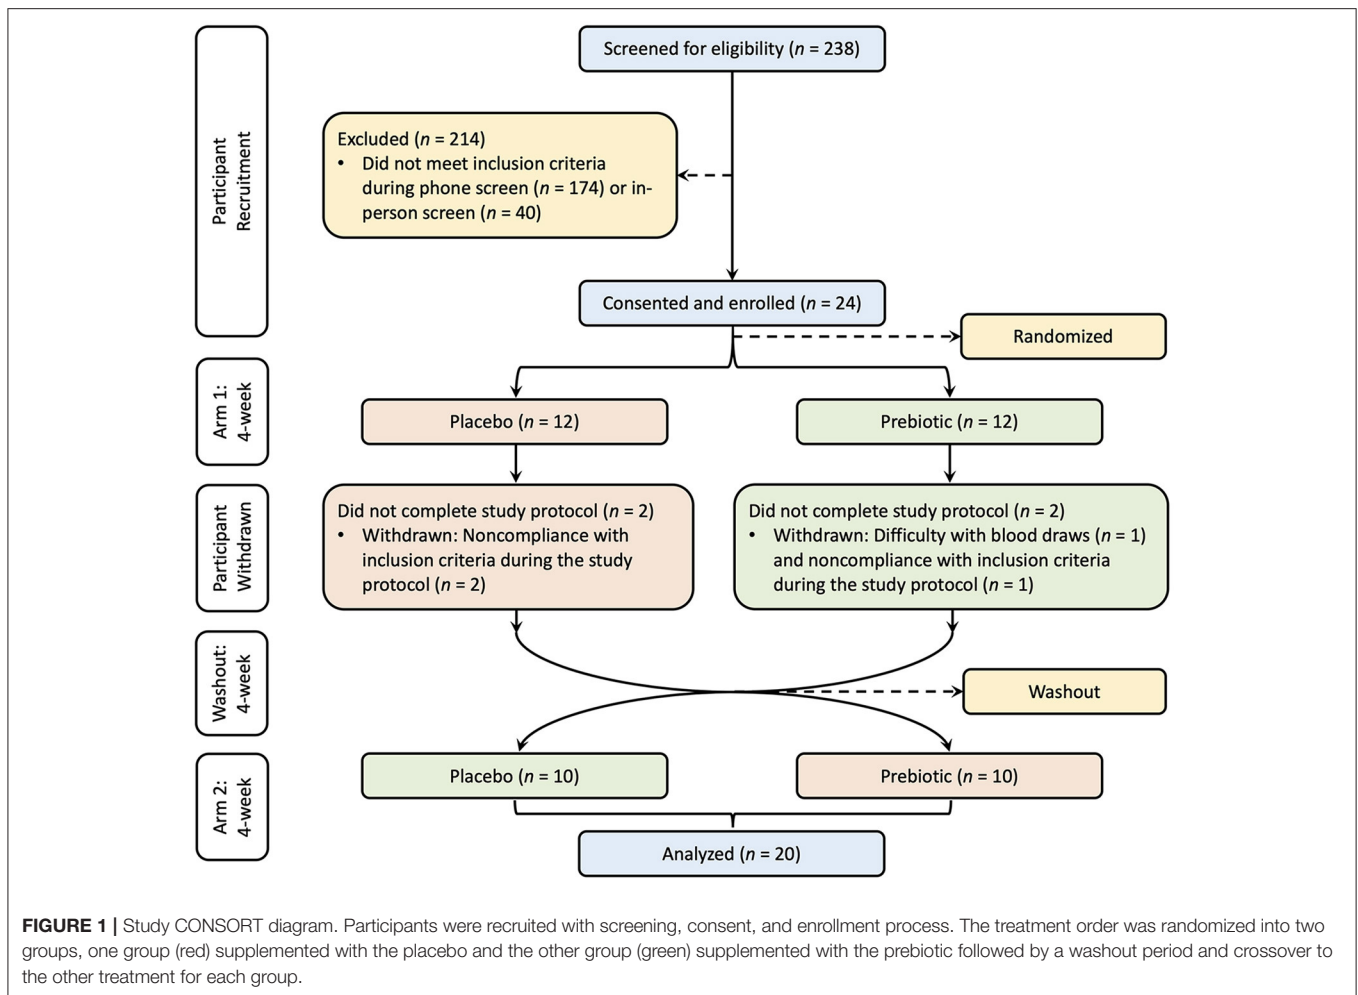 Participant
Recruitment
Screened for eligibility (n = 238)
Excluded (n = 214)
• Did not meet inclusion criteria
during phone screen (n = 174) or in-
person screen (n = 40)
Consented and enrolled (n = 24)
Randomized
Arm 1:
4-week
Placebo (n = 12)
Prebiotic (n = 12)
Participant
Withdrawn
Did not complete study protocol (n = 2)
• Withdrawn: Noncompliance with
inclusion criteria during the study
protocol (n = 2)
Did not complete study protocol (n = 2)
• Withdrawn: Difficulty with blood draws (n = 1)
and noncompliance with inclusion criteria
during the study protocol (n = 1)
Washout:
4-week
Washout
Arm 2:
4-week
Placebo (n = 10)
Prebiotic (n = 10)
Analyzed (n = 20)
FIGURE 1 | Study CONSORT diagram. Participants were recruited with screening, consent, and enrollment process. The treatment order was randomized into two
groups, one group (red) supplemented with the placebo and the other group (green) supplemented with the prebiotic followed by a washout period and crossover to
the other treatment for each group.